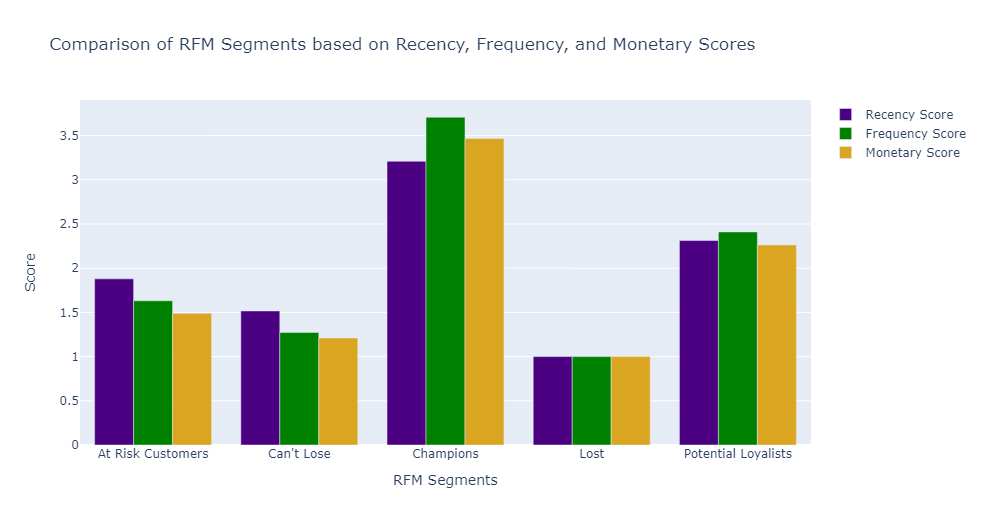 Comparison of RFM Segments based on Recency, Frequency, and Monetary Scores
Recency Score
Frequency Score
Monetary Score
3.5
3
2.5
2
1.5
1
0.5
0
Score
At Risk Customers
Can't Lose
Champions
Lost
Potential Loyalists
RFM Segments